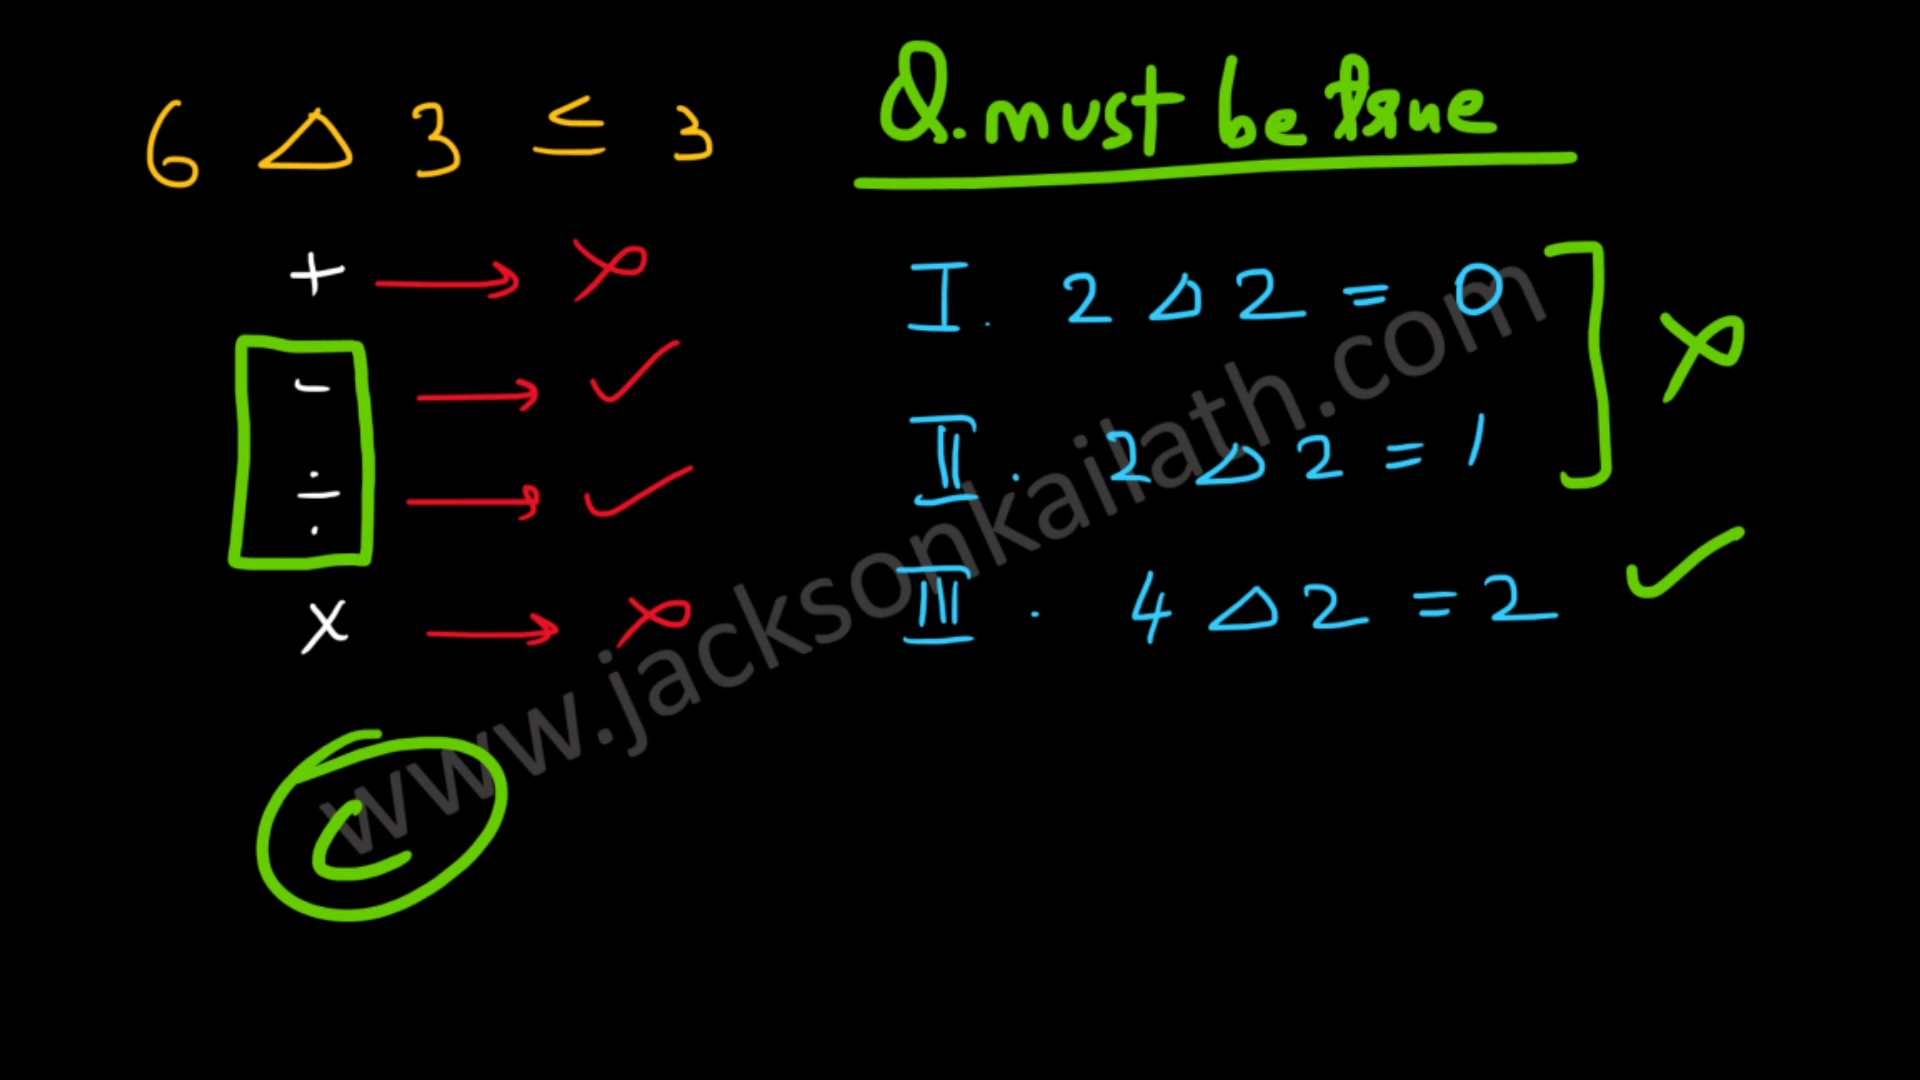 6 Δ 3 ≤ 3
+ → ✗
- → ✓
÷ → ✓
x → ✗
C
Q. must be true
I. 2 Δ 2 = 0
II. 2 Δ 2 = 1
✗
III. 4 Δ 2 = 2 ✓
www.jacksonkailath.com